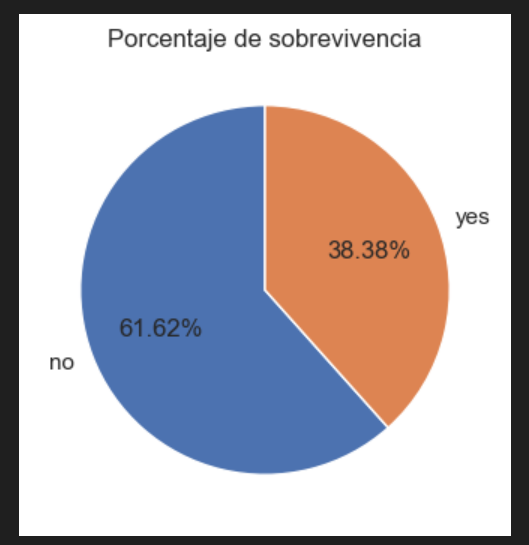 Porcentaje de sobrevivencia
yes
38.38%
61.62%
no